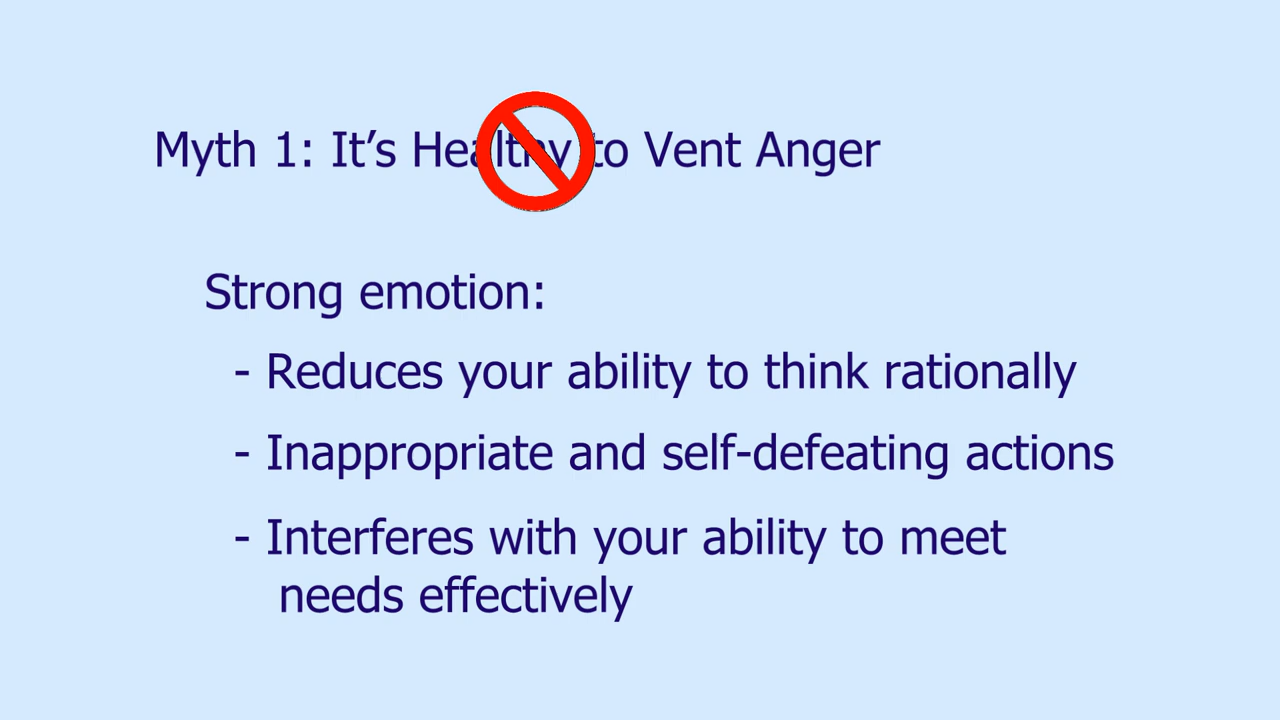 Myth 1: It’s Healthy to Vent Anger
Strong emotion:
- Reduces your ability to think rationally
- Inappropriate and self-defeating actions
- Interferes with your ability to meet
needs effectively